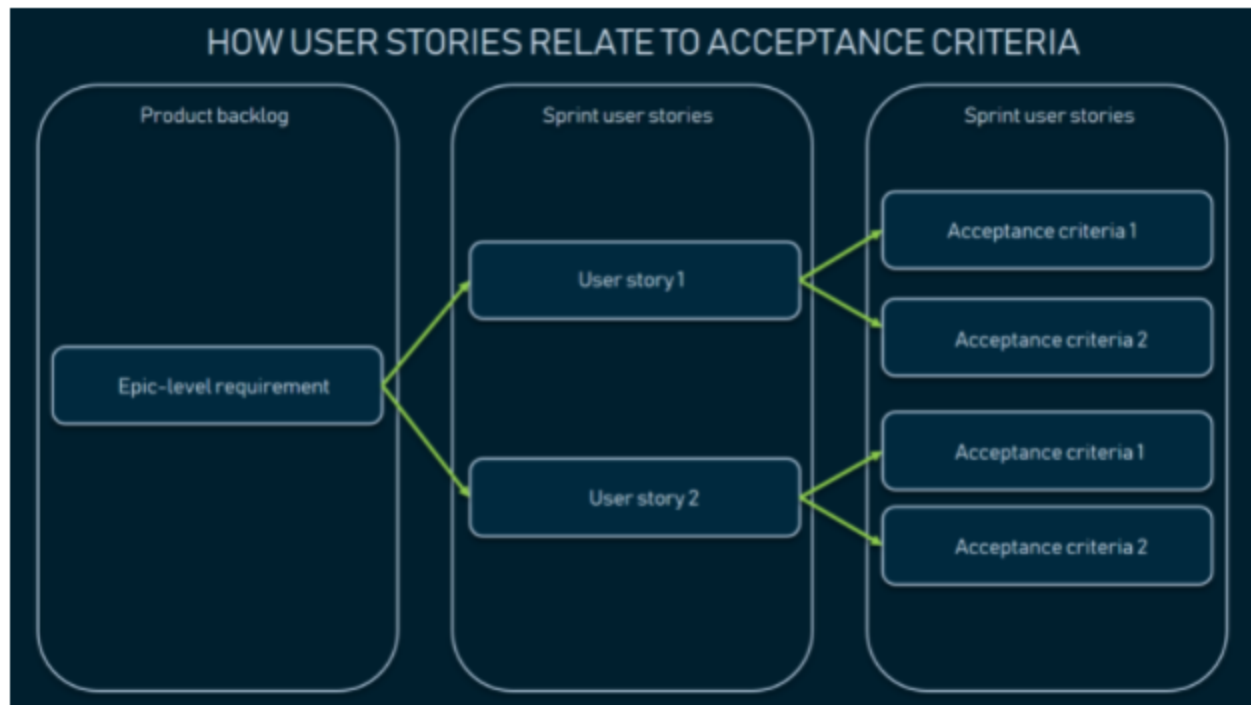 HOW USER STORIES RELATE TO ACCEPTANCE CRITERIA
Product backlog
Epic-level requirement
Sprint user stories
User story 1
User story 2
Sprint user stories
Acceptance criteria 1
Acceptance criteria 2
Acceptance criteria 1
Acceptance criteria 2